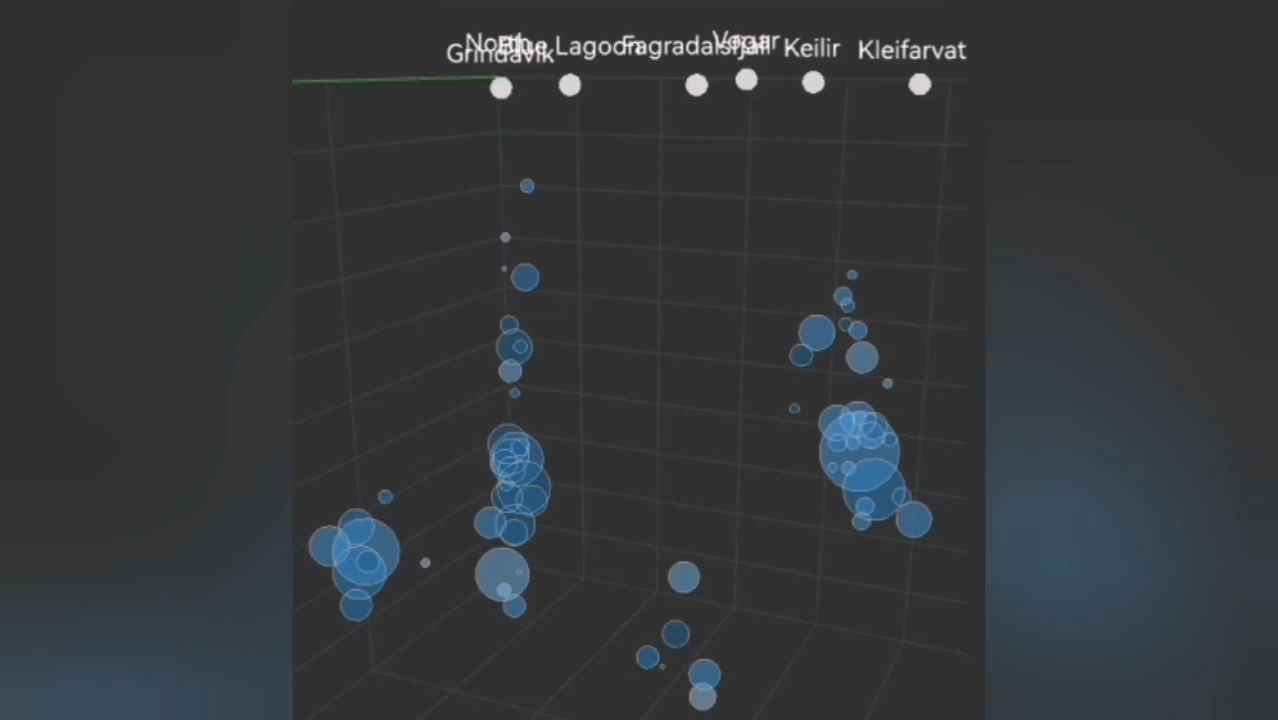 North
Grindavik
Blue Lagoon
Fagradalsfjall
Vogar
Keilir
Kleifarvat